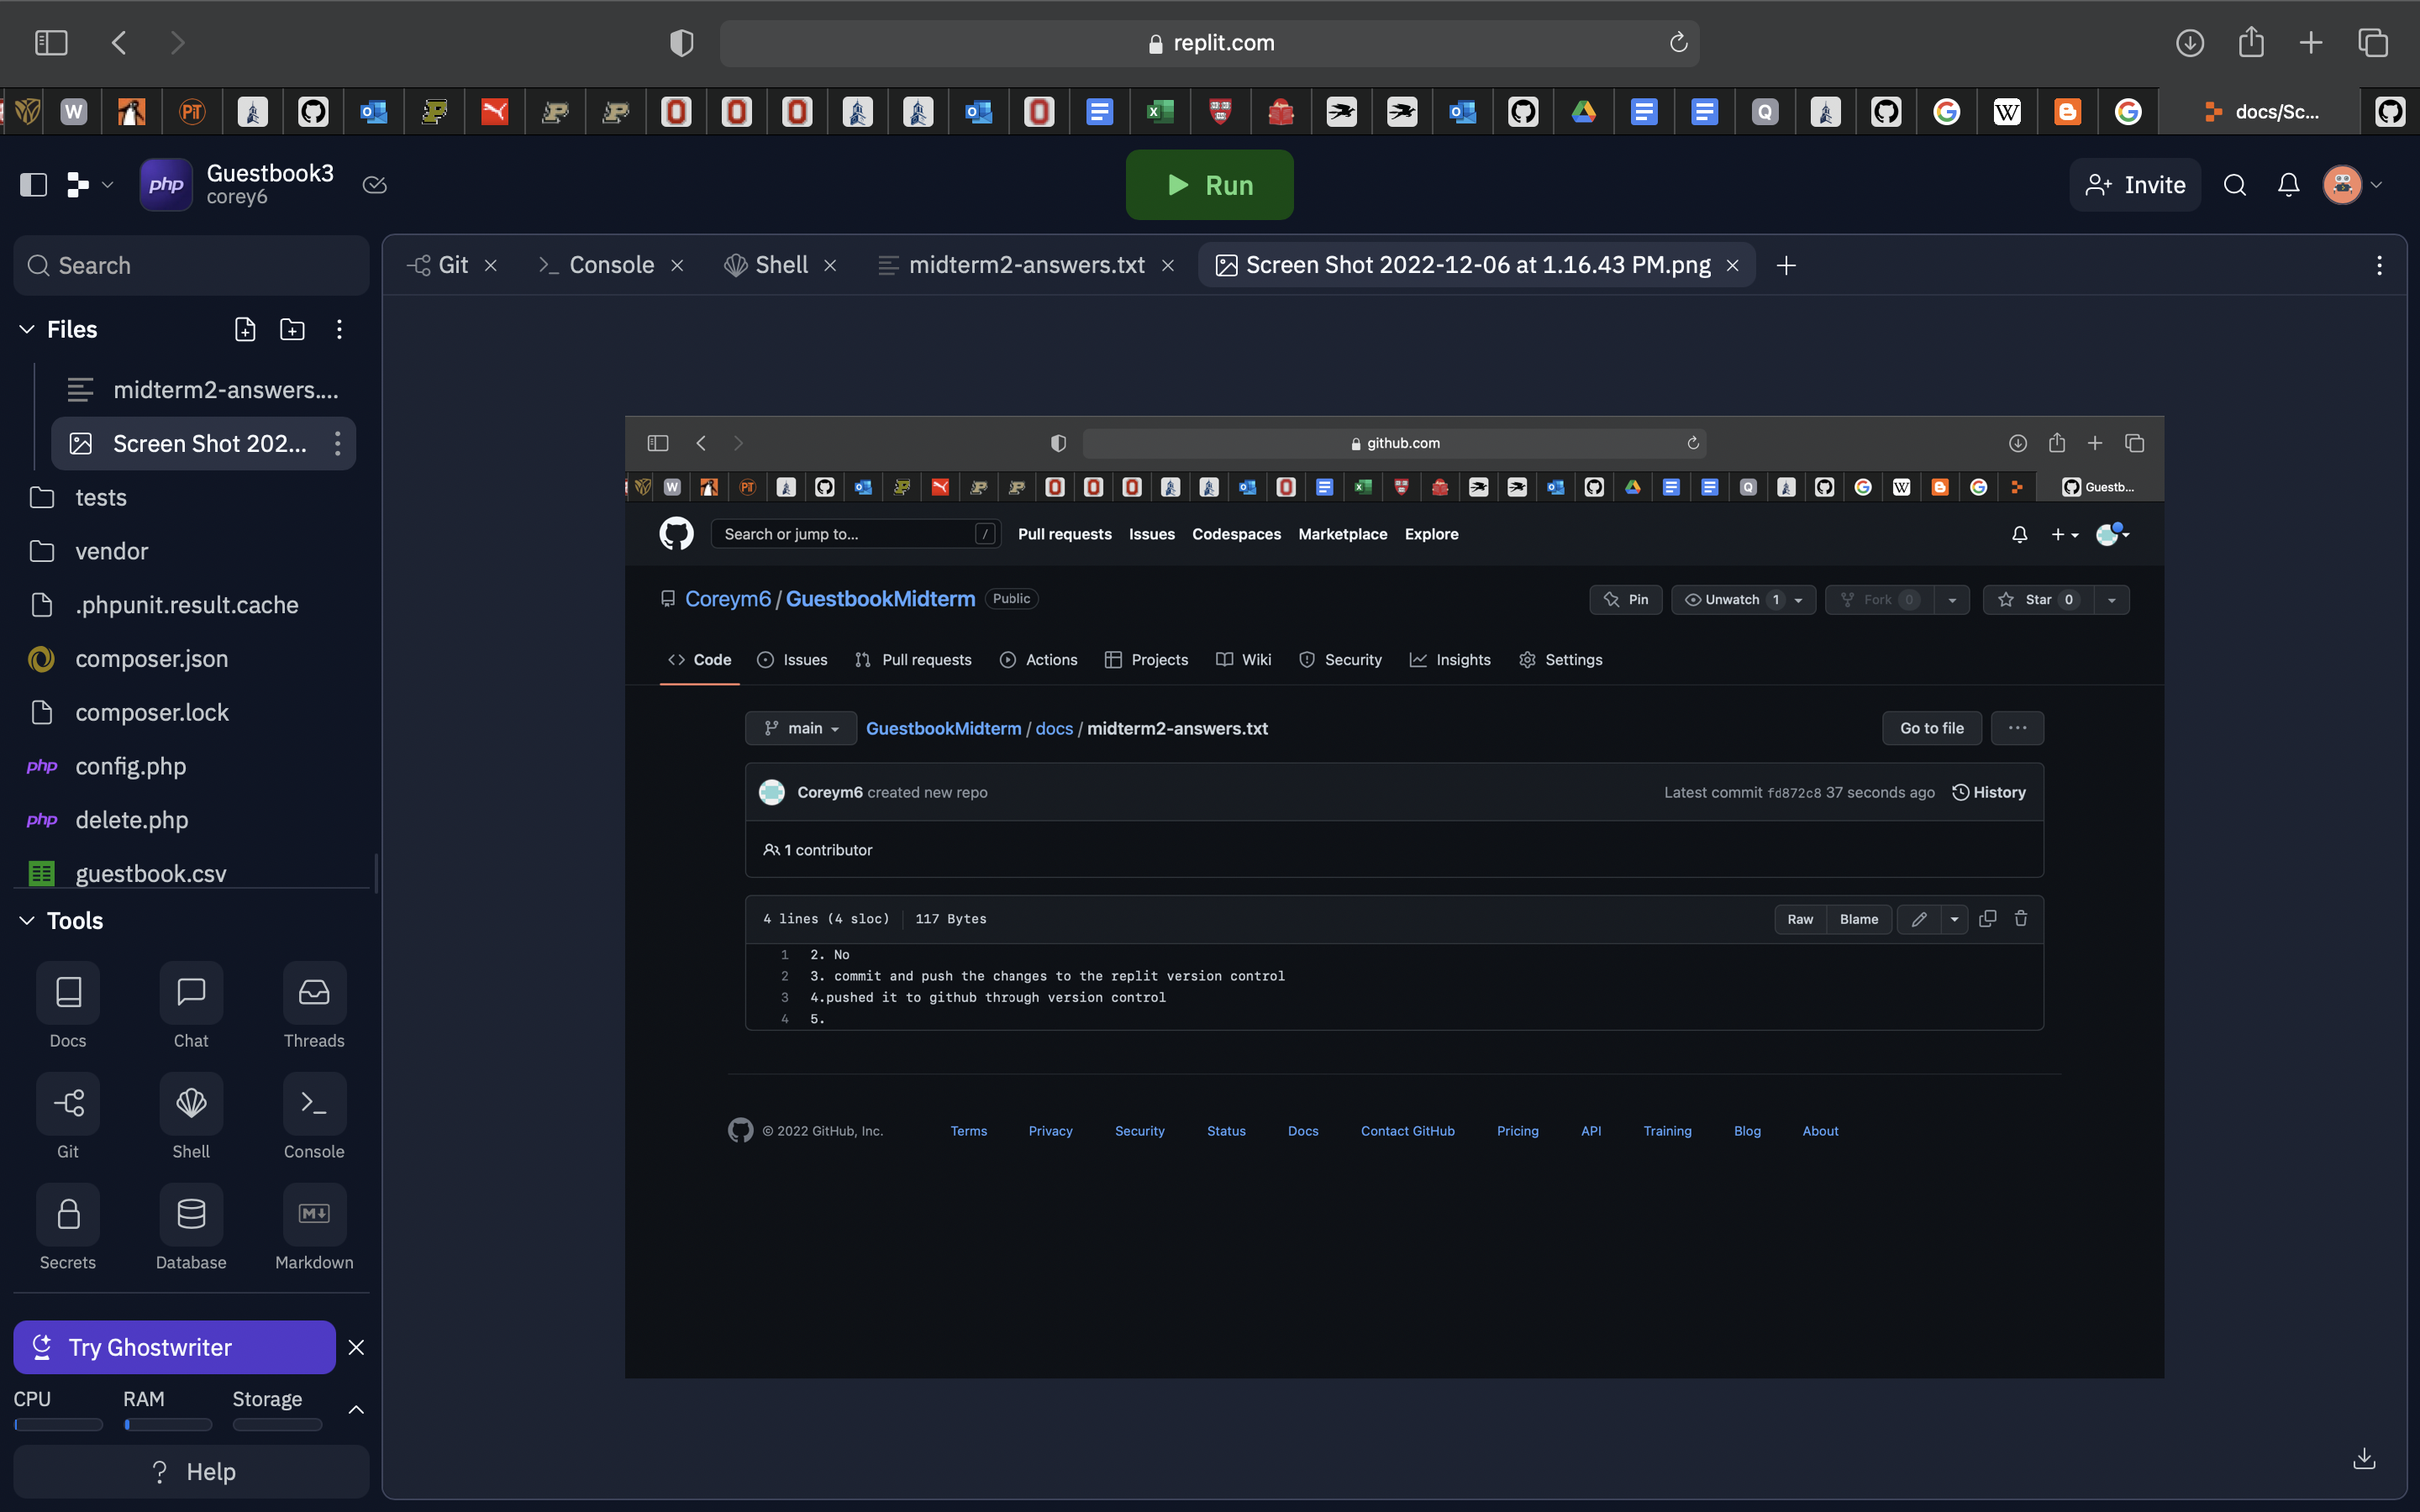 replit.com
W
PIT
Q
W
docs/Sc...
php
Guestbook3
corey6
Run
Invite
Search
Git
Console
Shell
midterm2-answers.txt
Screen Shot 2022-12-06 at 1.16.43 PM.png
Files
midterm2-answers....
Screen Shot 202...
tests
vendor
.phpunit.result.cache
composer.json
composer.lock
php config.php
php delete.php
guestbook.csv
Tools
Docs Chat Threads
Git Shell Console
Secrets Database Markdown
Try Ghostwriter
CPU RAM Storage
? Help
github.com
Guestb...
Search or jump to... /
Pull requests Issues Codespaces Marketplace Explore
Coreym6 / GuestbookMidterm Public
Pin Unwatch 1 Fork 0 Star 0
Code Issues Pull requests Actions Projects Wiki Security Insights Settings
main GuestbookMidterm / docs / midterm2-answers.txt Go to file ...
Coreym6 created new repo Latest commit fd872c8 37 seconds ago History
1 contributor
4 lines (4 sloc) 117 Bytes Raw Blame
1 2. No
2 3. commit and push the changes to the replit version control
3 4.pushed it to github through version control
4 5.
© 2022 GitHub, Inc. Terms Privacy Security Status Docs Contact GitHub Pricing API Training Blog About